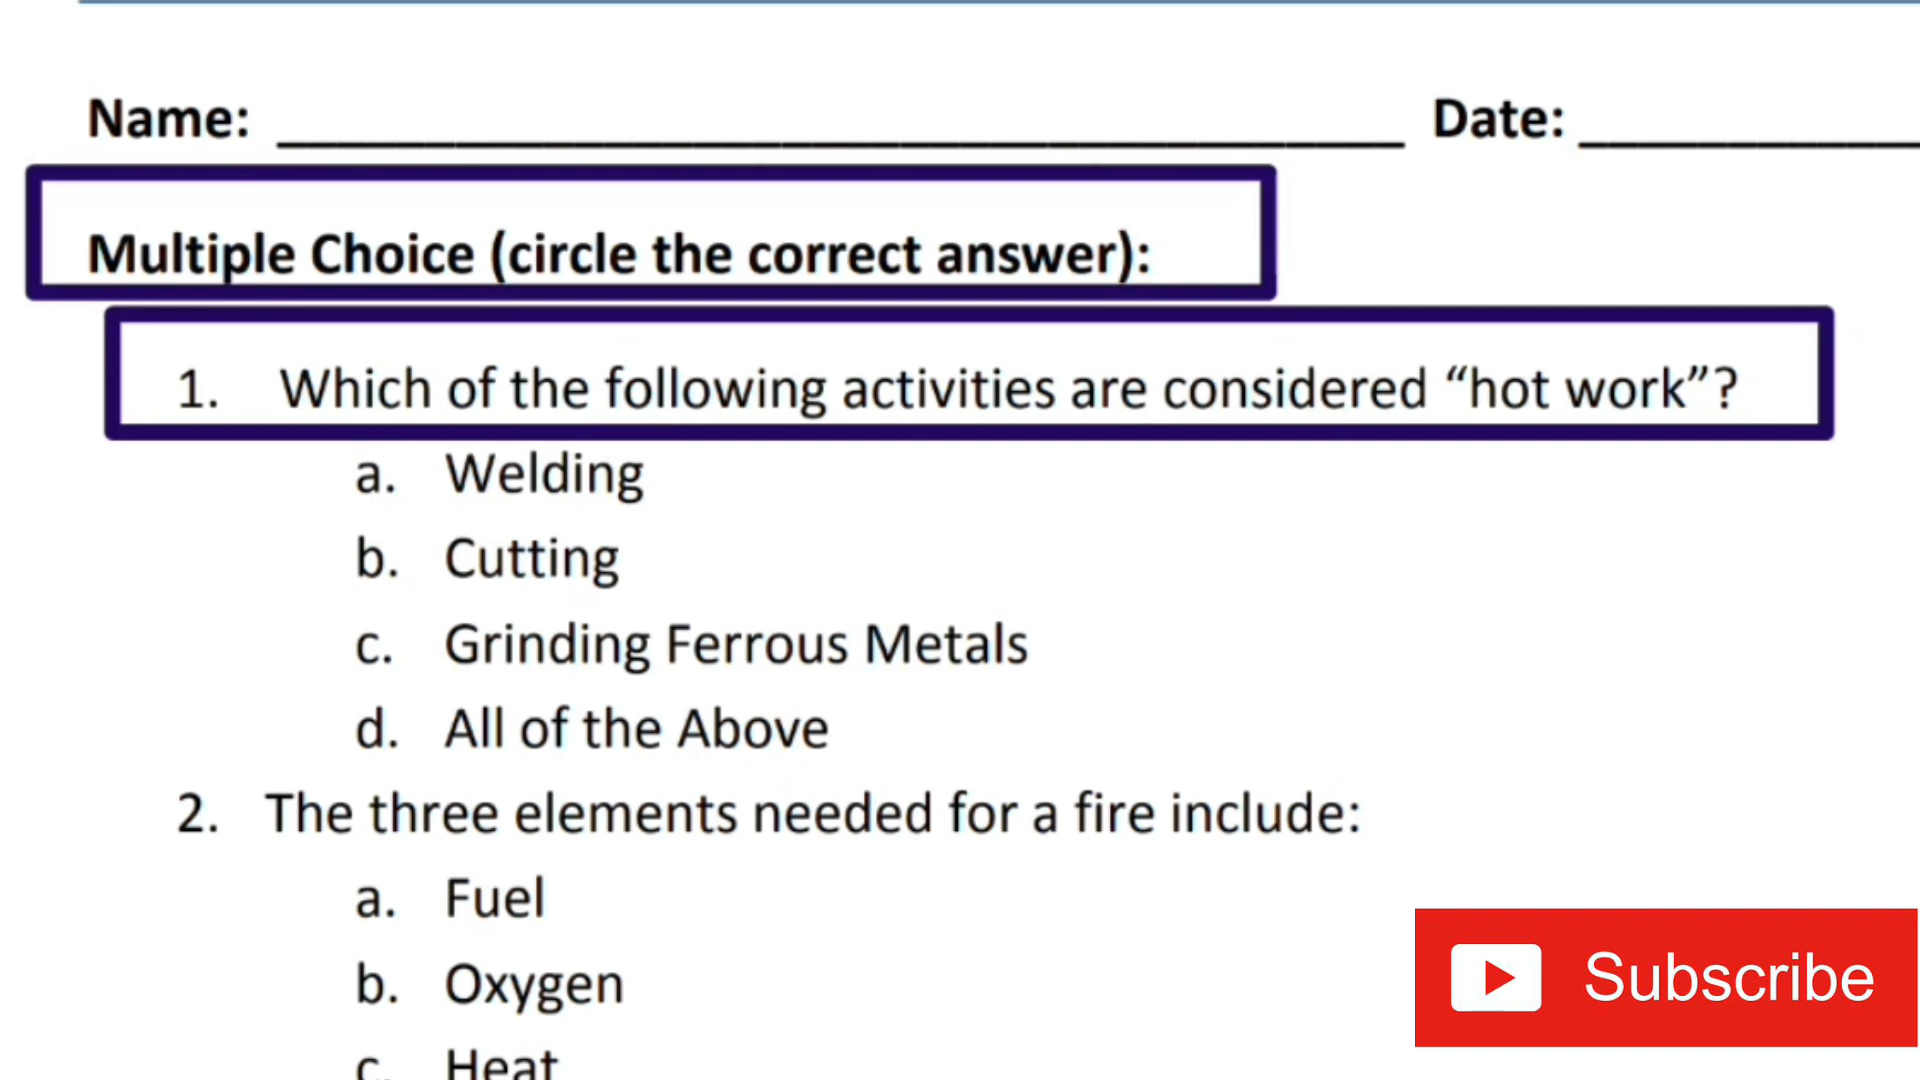 Name: Date:
Multiple Choice (circle the correct answer):
1. Which of the following activities are considered “hot work”?
a. Welding
b. Cutting
c. Grinding Ferrous Metals
d. All of the Above
2. The three elements needed for a fire include:
a. Fuel
b. Oxygen
c. Heat
Subscribe